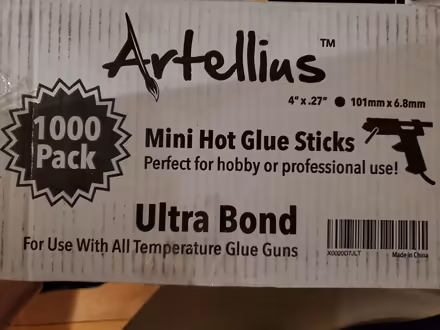 Artellius™
4" x .27" ● 101mm x 6.8mm
1000
Pack
Mini Hot Glue Sticks
Perfect for hobby or professional use!
Ultra Bond
For Use With All Temperature Glue Guns
X0020D7JLT
Made in China